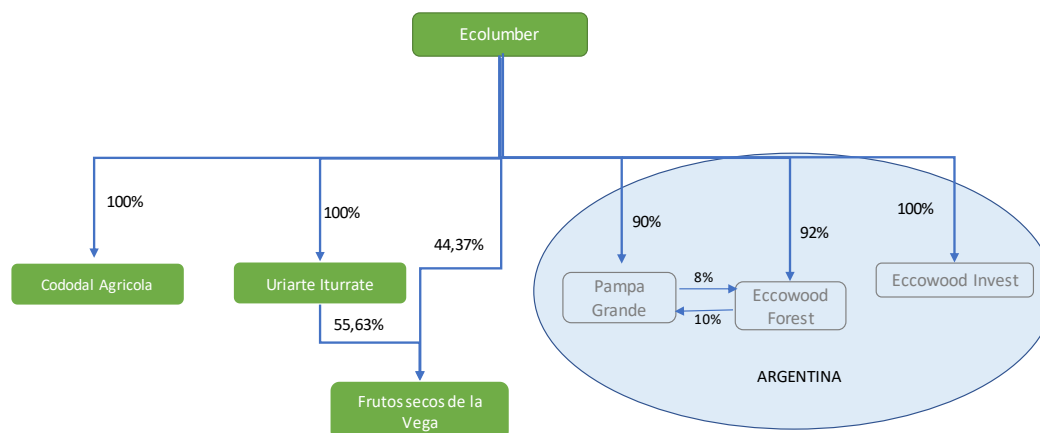 Ecolumber
100%
100%
44,37%
90%
92%
100%
Cododal Agricola
Uriarte Iturrate
Pampa
Grande
8%
10%
Eccowood
Forest
Eccowood Invest
55,63%
ARGENTINA
Frutos secos de la
Vega